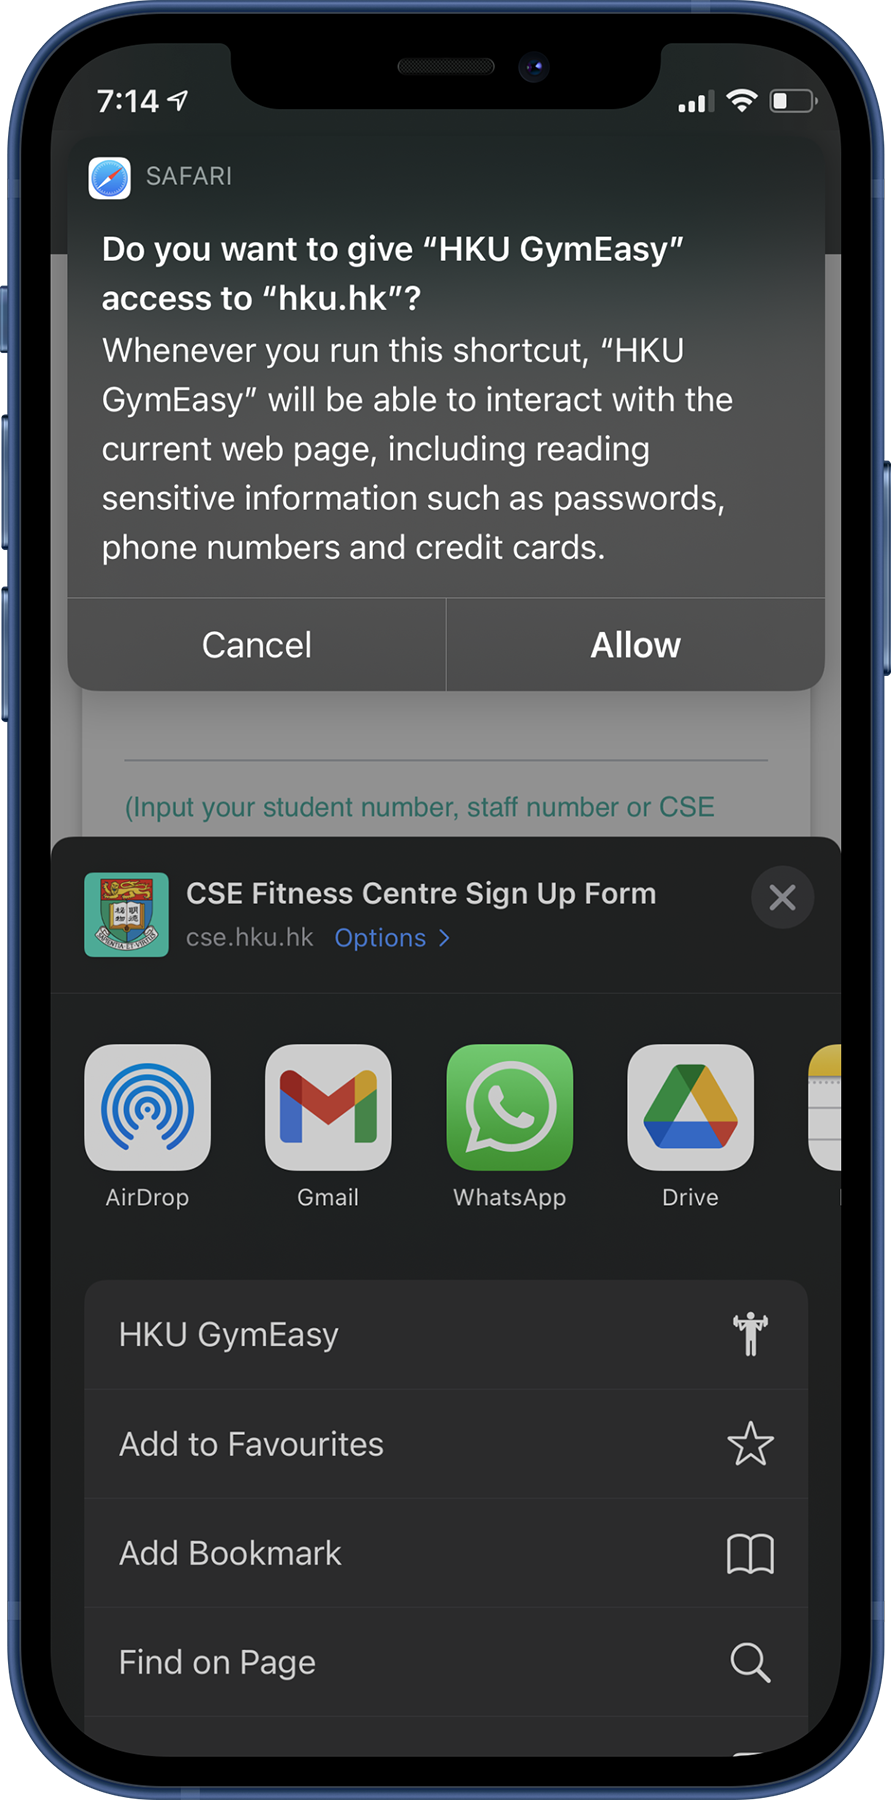 7:14
SAFARI
Do you want to give “HKU GymEasy”
access to “hku.hk”?
Whenever you run this shortcut, “HKU
GymEasy” will be able to interact with the
current web page, including reading
sensitive information such as passwords,
phone numbers and credit cards.
Cancel
Allow
(Input your student number, staff number or CSE
CSE Fitness Centre Sign Up Form
cse.hku.hk Options >
AirDrop
Gmail
WhatsApp
Drive
HKU GymEasy
Add to Favourites
Add Bookmark
Find on Page